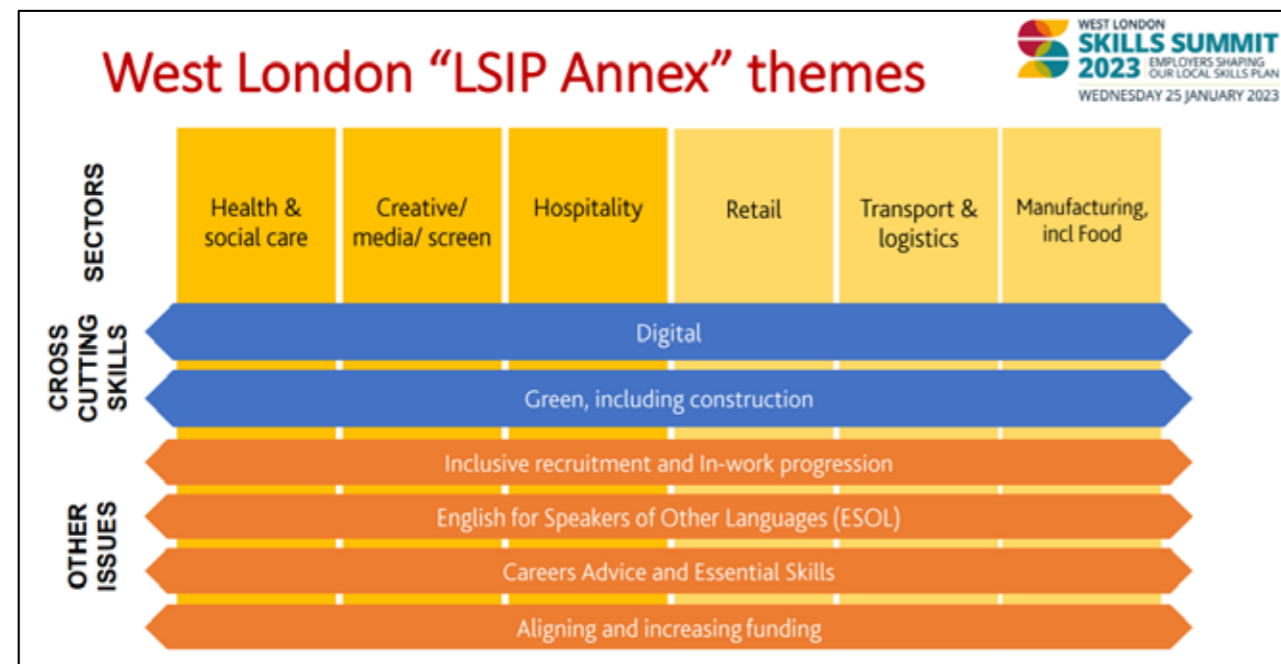 West London “LSIP Annex” themes
WEST LONDON
SKILLS SUMMIT
2023
EMPLOYERS SHAPING
OUR LOCAL SKILLS PLAN
WEDNESDAY 25 JANUARY 2023
SECTORS
Health &
social care
Creative/
media/ screen
Hospitality
Retail
Transport &
logistics
Manufacturing,
incl Food
CROSS
CUTTING
SKILLS
Digital
Green, including construction
OTHER
ISSUES
Inclusive recruitment and In-work progression
English for Speakers of Other Languages (ESOL)
Careers Advice and Essential Skills
Aligning and increasing funding